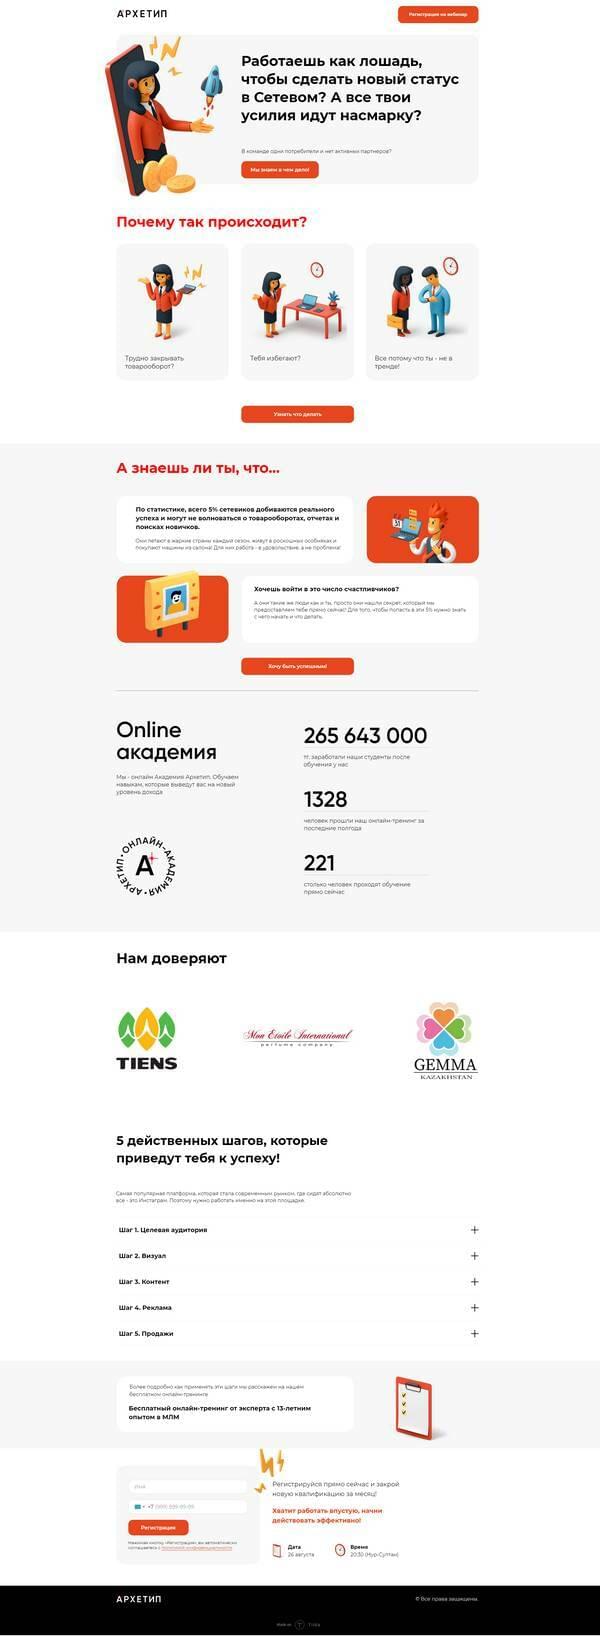 АРХЕТИП
Регистрация на вебинар
Работаешь как лошадь,
чтобы сделать новый статус
в Сетевом? А все твои
усилия идут насмарку?
В команде одни потребители и нет активных партнеров?
Мы знаем в чем дело!
Почему так происходит?
Трудно закрывать
товарооборот?
Тебя избегают?
Все потому что ты - не в
тренде!
Узнать что делать
А знаешь ли ты, что...
По статистике, всего 5% сетевиков добиваются реального
успеха и могут не волноваться о товарооборотах, отчетах и
поисках новичков.
Они летают в жаркие страны каждый сезон, живут в роскошных особняках и
покупают машины из салона! Для них работа - в удовольствие, а не проблема!
31
Хочешь войти в это число счастливчиков?
А они такие же люди как и ты, просто они нашли секрет, который мы
предоставляем тебе прямо сейчас! Для того, чтобы попасть в эти 5% нужно знать
с чего начать и что делать.
Хочу быть успешным!
Online
академия
Мы - онлайн Академия Архетип. Обучаем
навыкам, которые выведут вас на новый
уровень дохода
АРХЕТИП • ОНЛАЙН-АКАДЕМИЯ •
А
265 643 000
тг. заработали наши студенты после
обучения у нас
1328
человек прошли наш онлайн-тренинг за
последние полгода
221
столько человек проходят обучение
прямо сейчас
Нам доверяют
TIENS
Mon Etoile International
perfume company
GEMMA
KAZAKHSTAN
5 действенных шагов, которые
приведут тебя к успеху!
Самая популярная платформа, которая стала современным рынком, где сидят абсолютно
все - это Инстаграм. Поэтому нужно работать именно на этой площадке.
Шаг 1. Целевая аудитория
Шаг 2. Визуал
Шаг 3. Контент
Шаг 4. Реклама
Шаг 5. Продажи
Более подробно как применять эти шаги мы расскажем на нашем
бесплатном онлайн-тренинге
Бесплатный онлайн-тренинг от эксперта с 13-летним
опытом в МЛМ
Имя
+7 (999) 999-99-99
Регистрация
Нажимая кнопку «Регистрация», вы автоматически
соглашаетесь с политикой конфиденциальности
Регистрируйся прямо сейчас и закрой
новую квалификацию за месяц!
Хватит работать впустую, начни
действовать эффективно!
Дата
26 августа
Время
20:30 (Нур-Султан)
АРХЕТИП
© Все права защищены.
Made on
Tilda